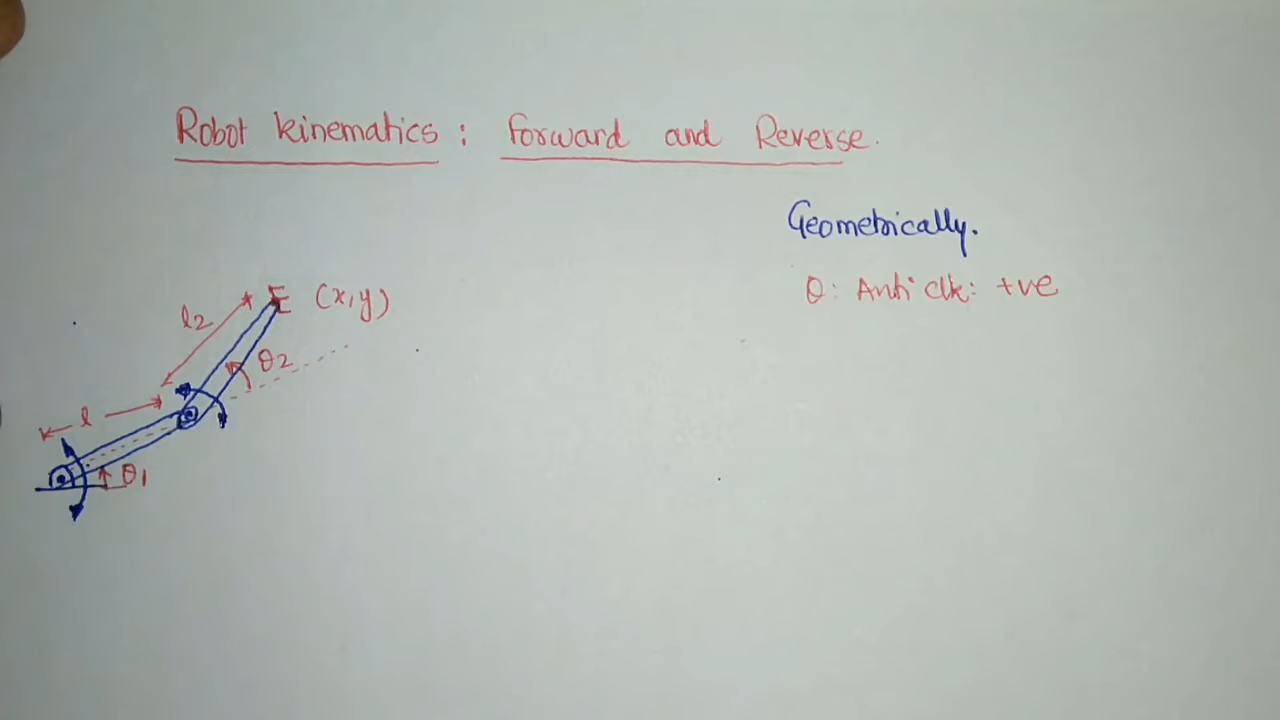 Robot kinematics : Forward and Reverse.
Geometrically.
θ: Anti clk: +ve
E (x,y)
l2
θ2
l
θ1